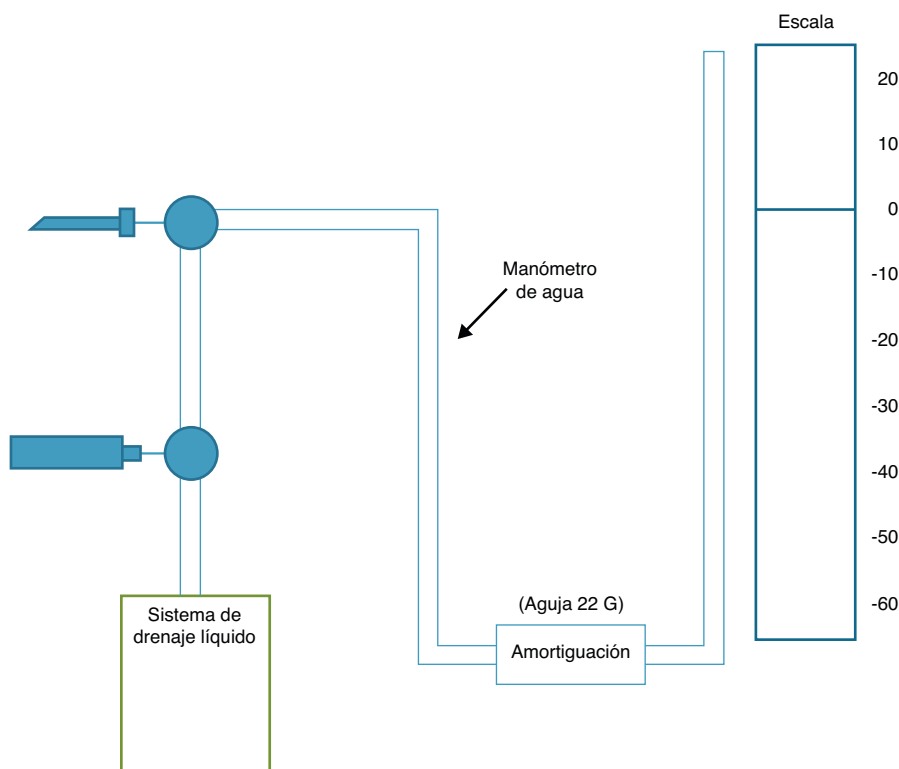 Escala
20
10
0
-10
-20
-30
-40
-50
-60
Manómetro
de agua
(Aguja 22 G)
Amortiguación
Sistema de
drenaje líquido